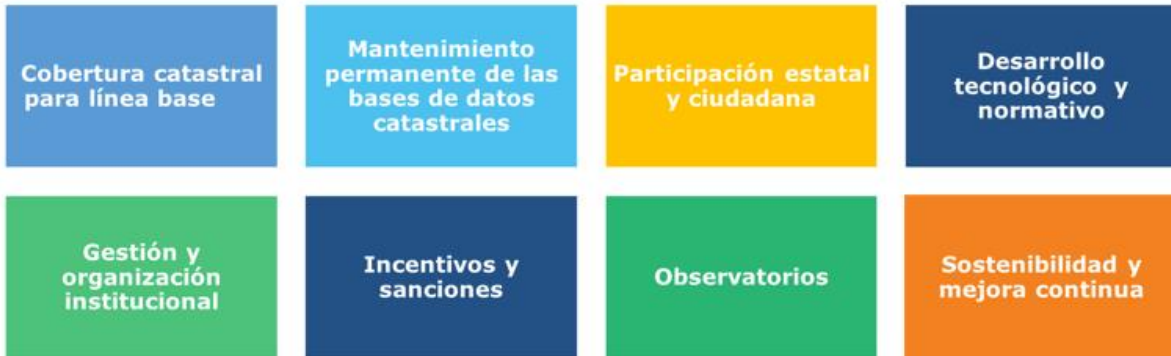 Cobertura catastral
para línea base
Mantenimiento
permanente de las
bases de datos
catastrales
Participación estatal
y ciudadana
Desarrollo
tecnológico y
normativo
Gestión y
organización
institucional
Incentivos y
sanciones
Observatorios
Sostenibilidad y
mejora continua